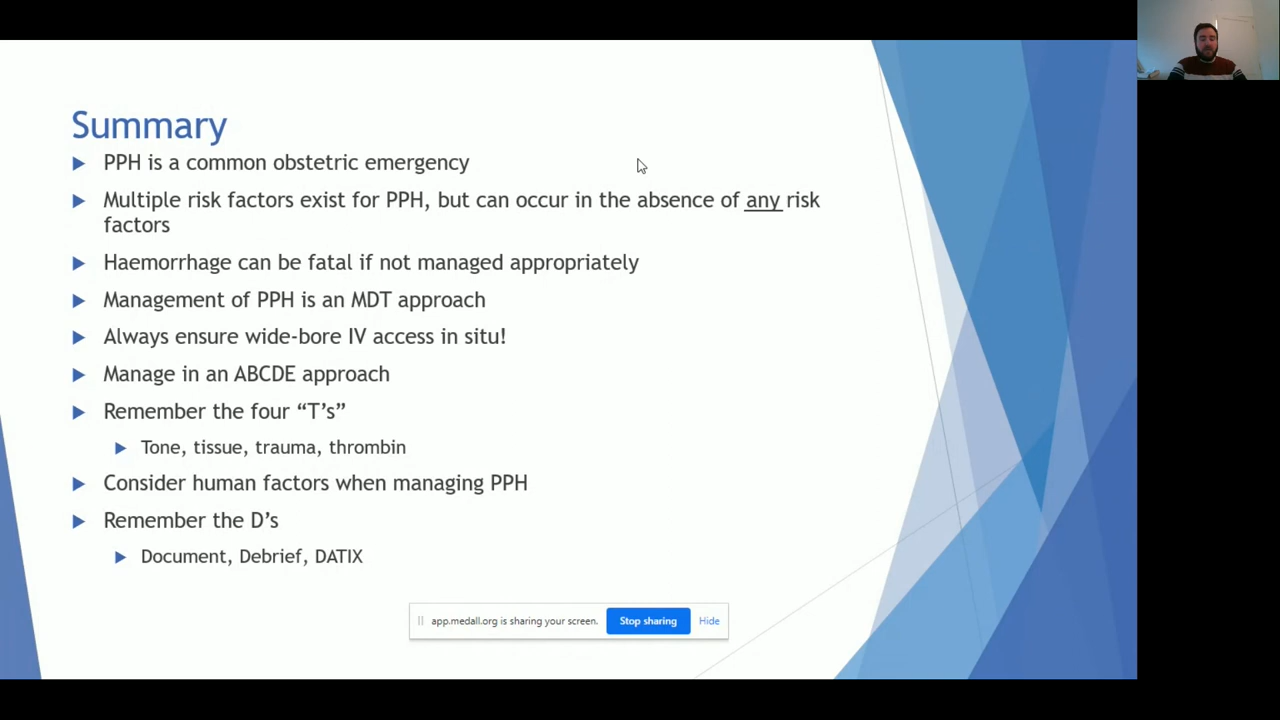 Summary
PPH is a common obstetric emergency
Multiple risk factors exist for PPH, but can occur in the absence of any risk
factors
Haemorrhage can be fatal if not managed appropriately
Management of PPH is an MDT approach
Always ensure wide-bore IV access in situ!
Manage in an ABCDE approach
Remember the four “T’s”
Tone, tissue, trauma, thrombin
Consider human factors when managing PPH
Remember the D’s
Document, Debrief, DATIX
app.medall.org is sharing your screen. Stop sharing Hide